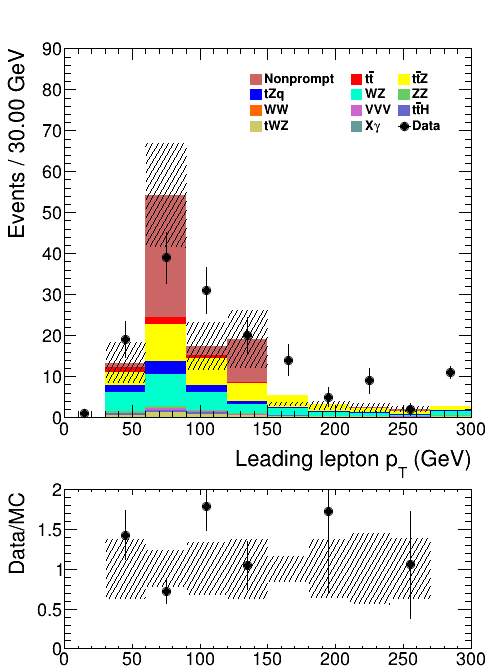 Events / 30.00 GeV
90
80
70
60
50
40
30
20
10
0
Nonprompt tt̄ tt̄Z
tZq WZ ZZ
WW VVV tt̄H
tWZ Xγ Data
0 50 100 150 200 250 300
Leading lepton p_T (GeV)
Data/MC
2
1.5
1
0.5
0
0 50 100 150 200 250 300